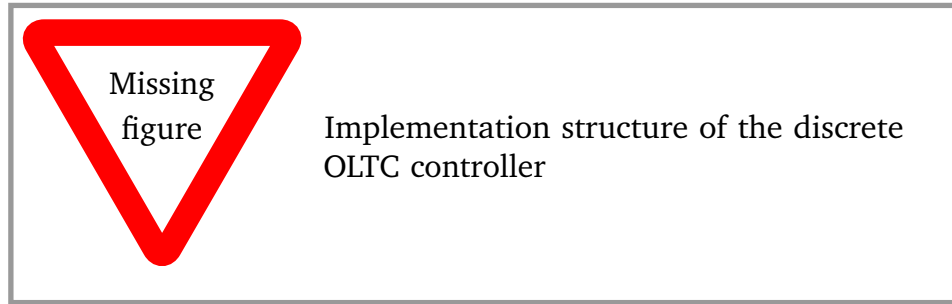 Missing
figure
Implementation structure of the discrete
OLTC controller